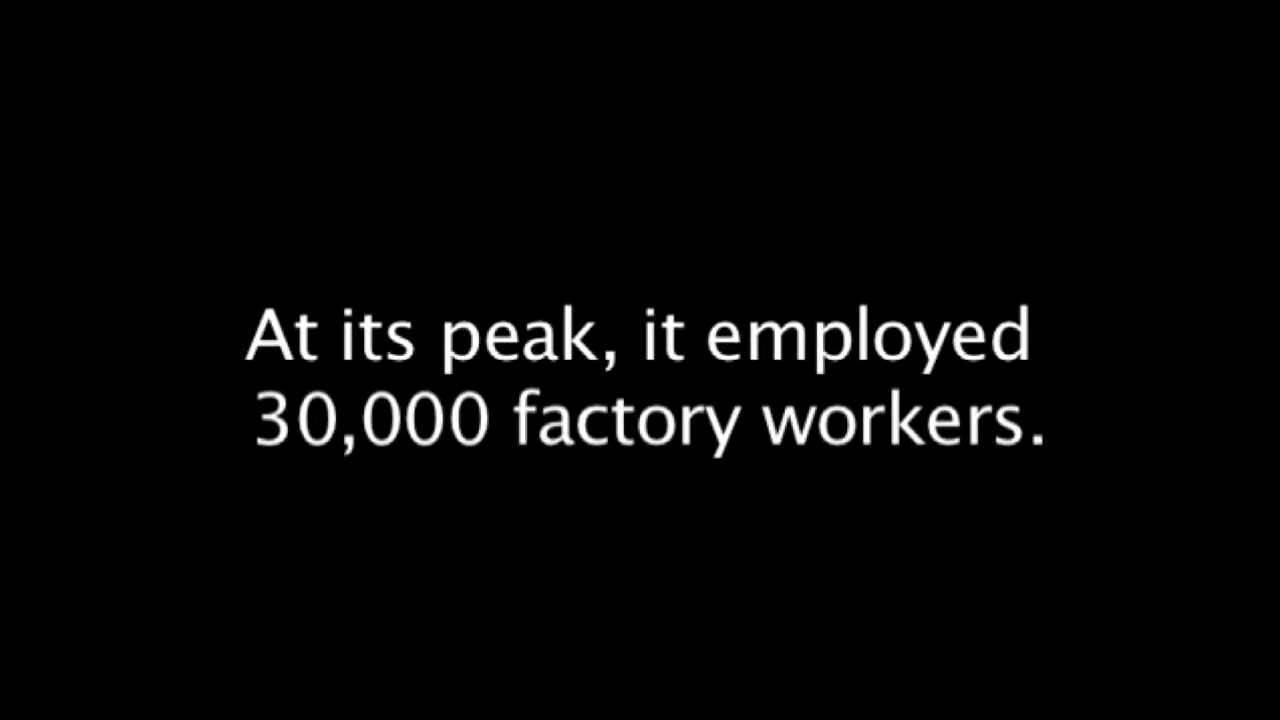 At its peak, it employed
30,000 factory workers.